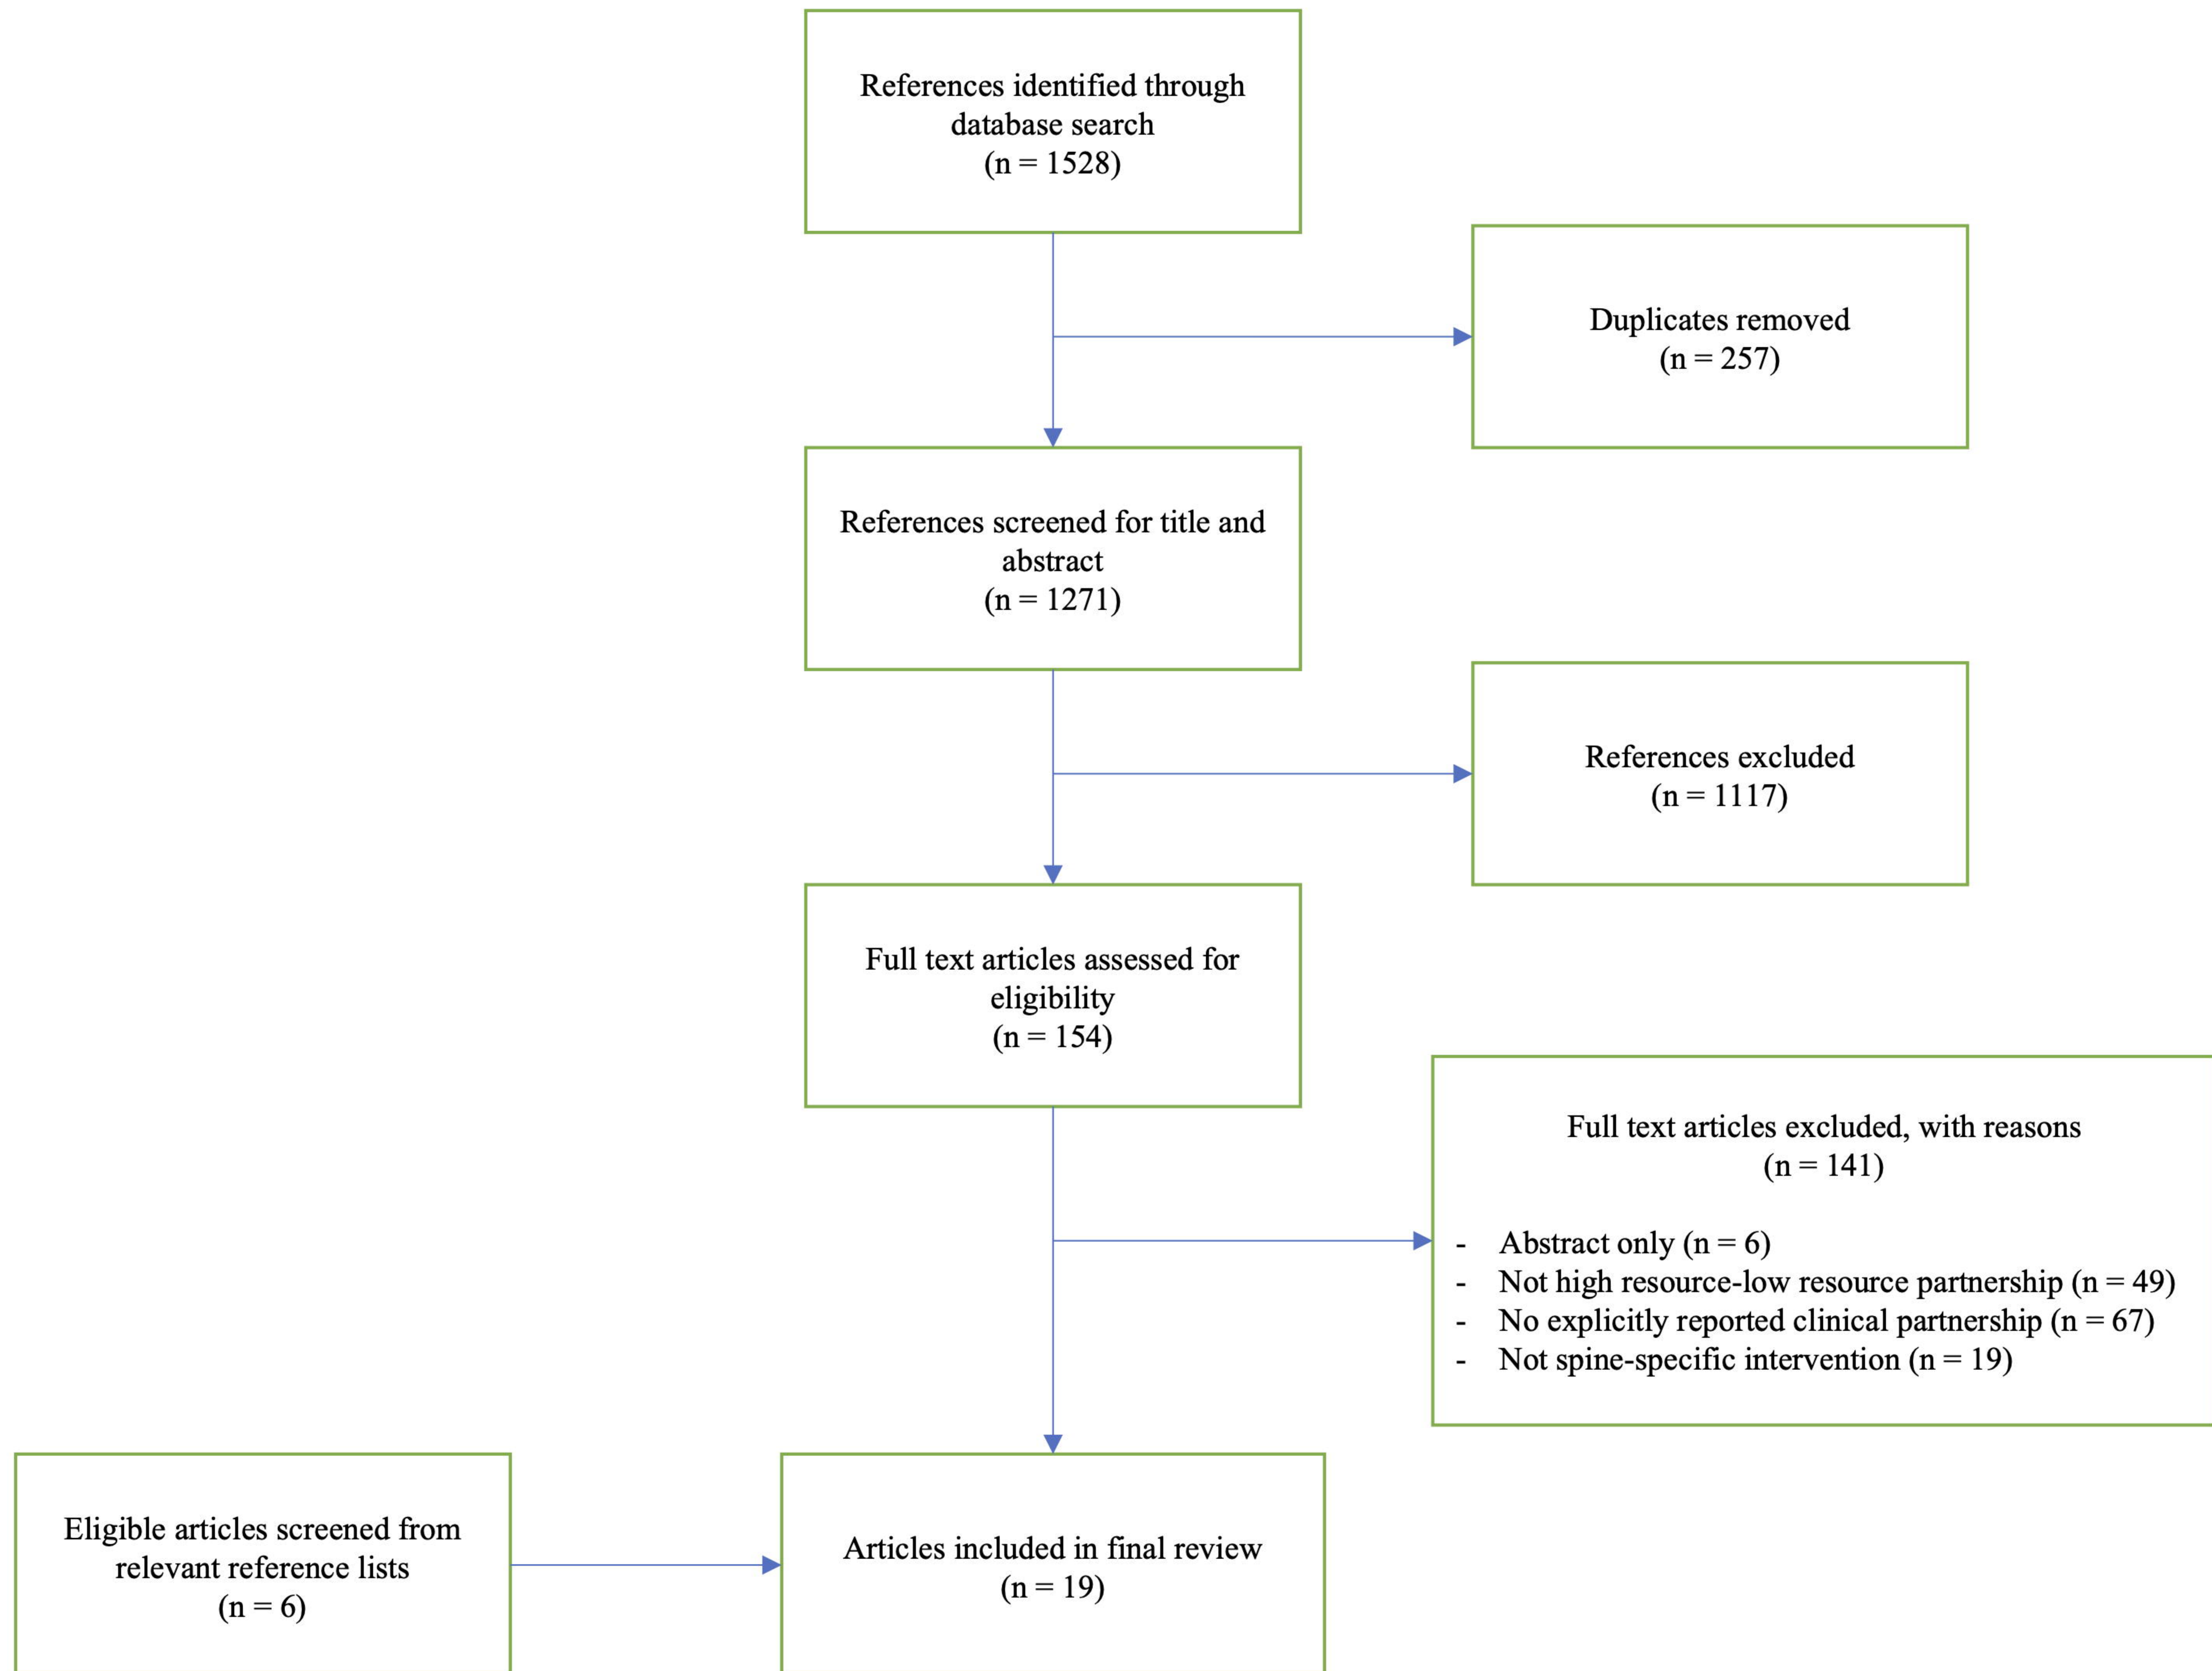 References identified through
database search
(n = 1528)
Duplicates removed
(n = 257)
References screened for title and
abstract
(n = 1271)
References excluded
(n = 1117)
Full text articles assessed for
eligibility
(n = 154)
Full text articles excluded, with reasons
(n = 141)
- Abstract only (n = 6)
- Not high resource-low resource partnership (n = 49)
- No explicitly reported clinical partnership (n = 67)
- Not spine-specific intervention (n = 19)
Eligible articles screened from
relevant reference lists
(n = 6)
Articles included in final review
(n = 19)